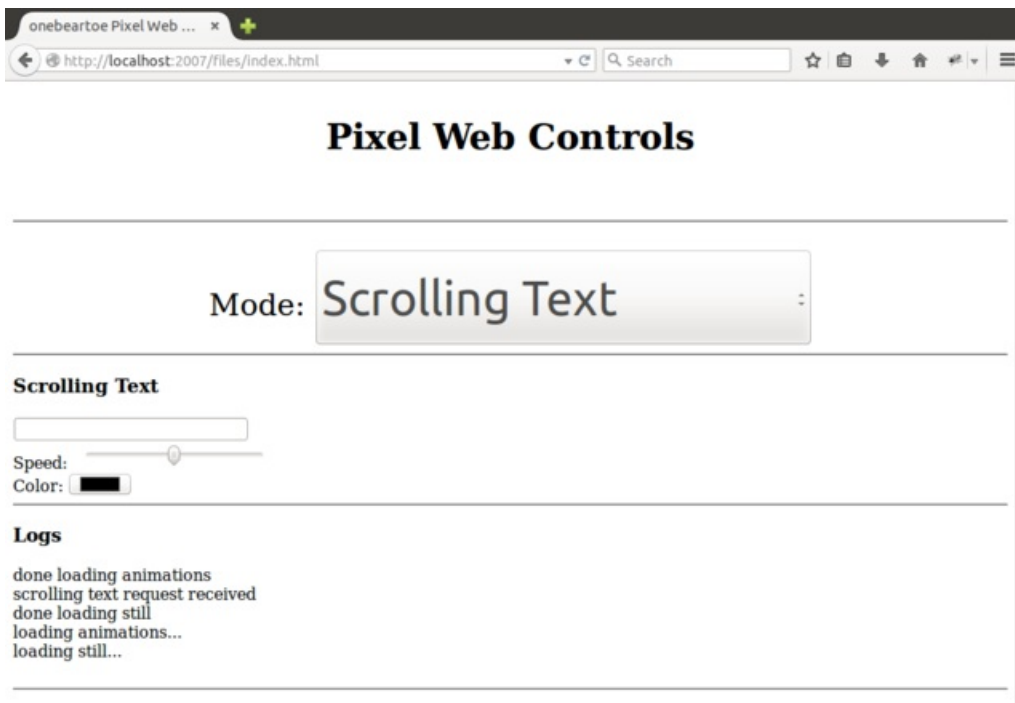 onebeartoe Pixel Web ...
http://localhost:2007/files/index.html
Search
Pixel Web Controls
Mode: Scrolling Text
Scrolling Text
Speed:
Color:
Logs
done loading animations
scrolling text request received
done loading still
loading animations...
loading still...